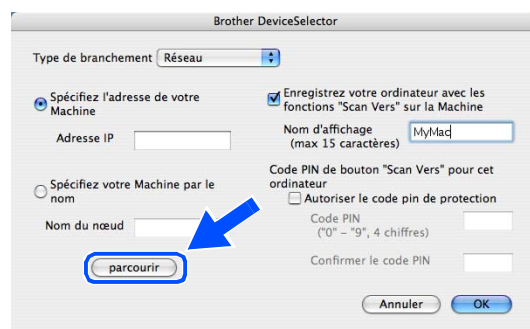 Brother DeviceSelector
Type de branchement Réseau
Spécifiez l'adresse de votre
Machine
Adresse IP
Spécifiez votre Machine par le
nom
Nom du nœud
parcourir
Enregistrez votre ordinateur avec les
fonctions "Scan Vers" sur la Machine
Nom d'affichage
(max 15 caractères)
MyMac
Code PIN de bouton "Scan Vers" pour cet
ordinateur
Autoriser le code pin de protection
Code PIN
("0" – "9", 4 chiffres)
Confirmer le code PIN
Annuler OK